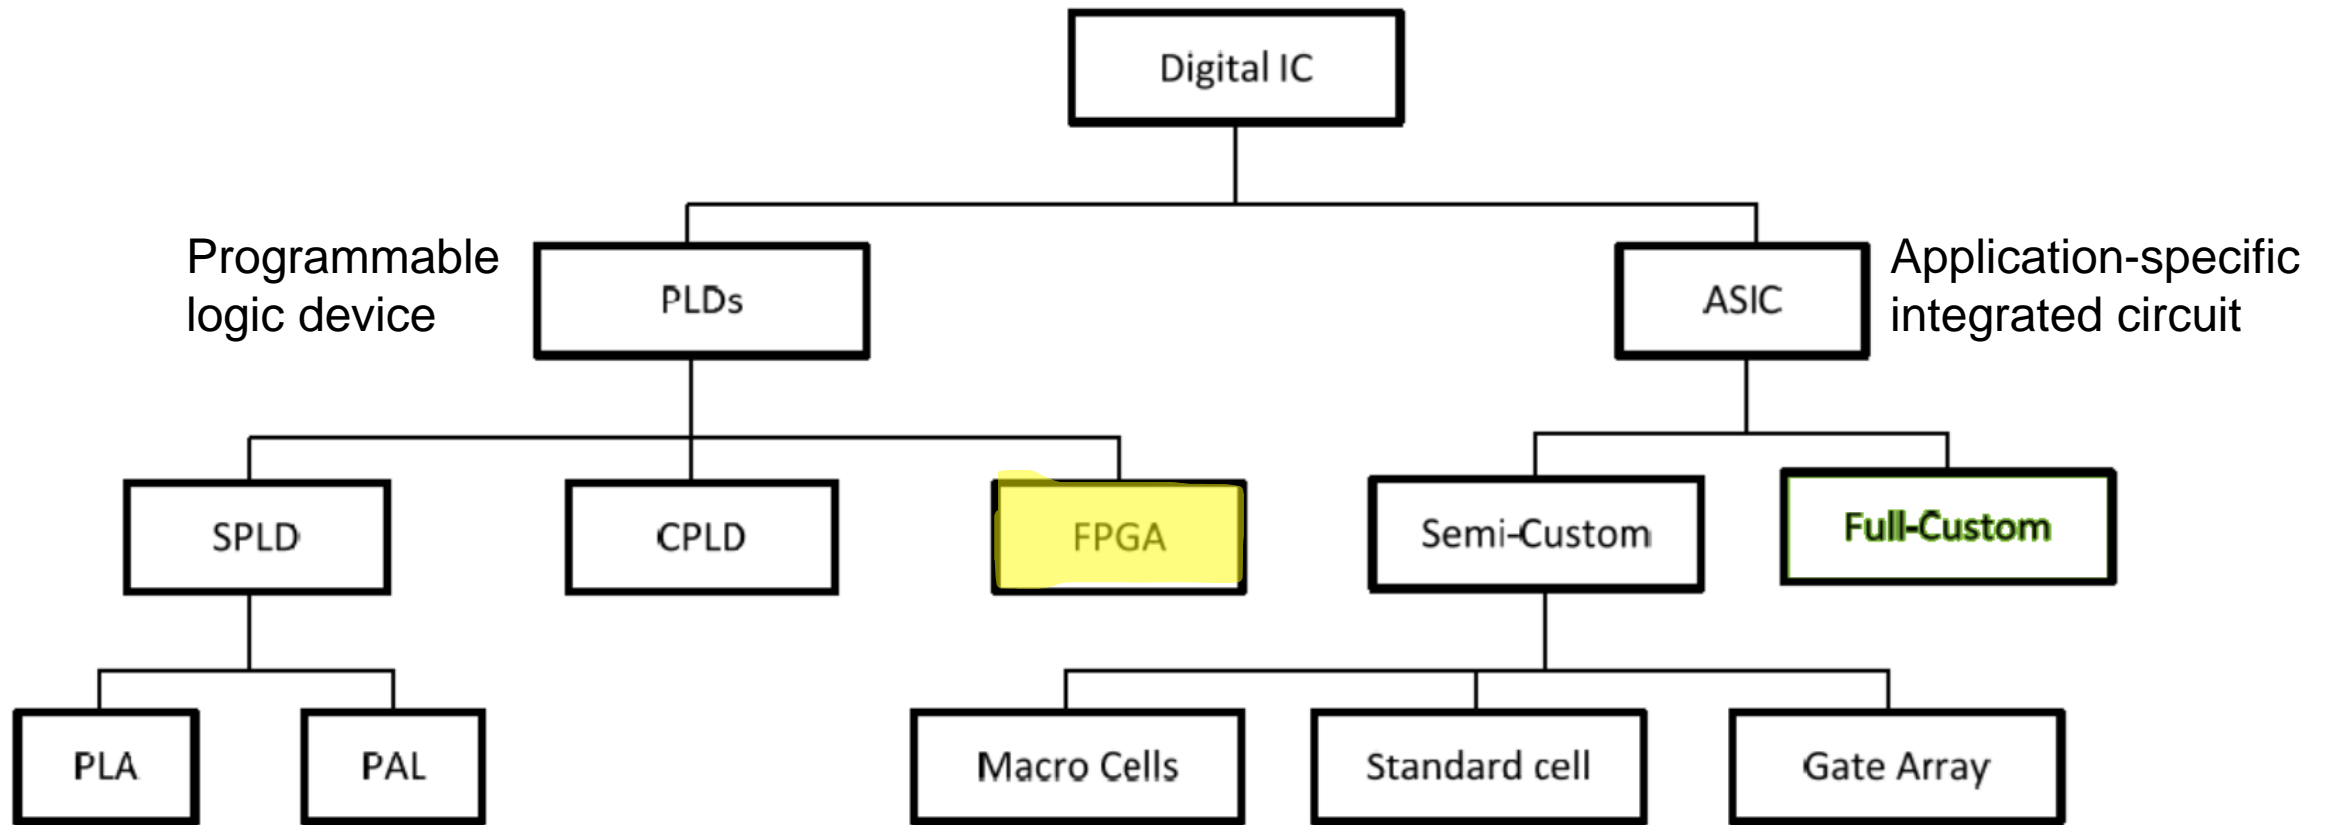 Digital IC
Programmable
logic device
PLDs
ASIC
Application-specific
integrated circuit
SPLD
CPLD
FPGA
Semi-Custom
Full-Custom
PLA
PAL
Macro Cells
Standard cell
Gate Array